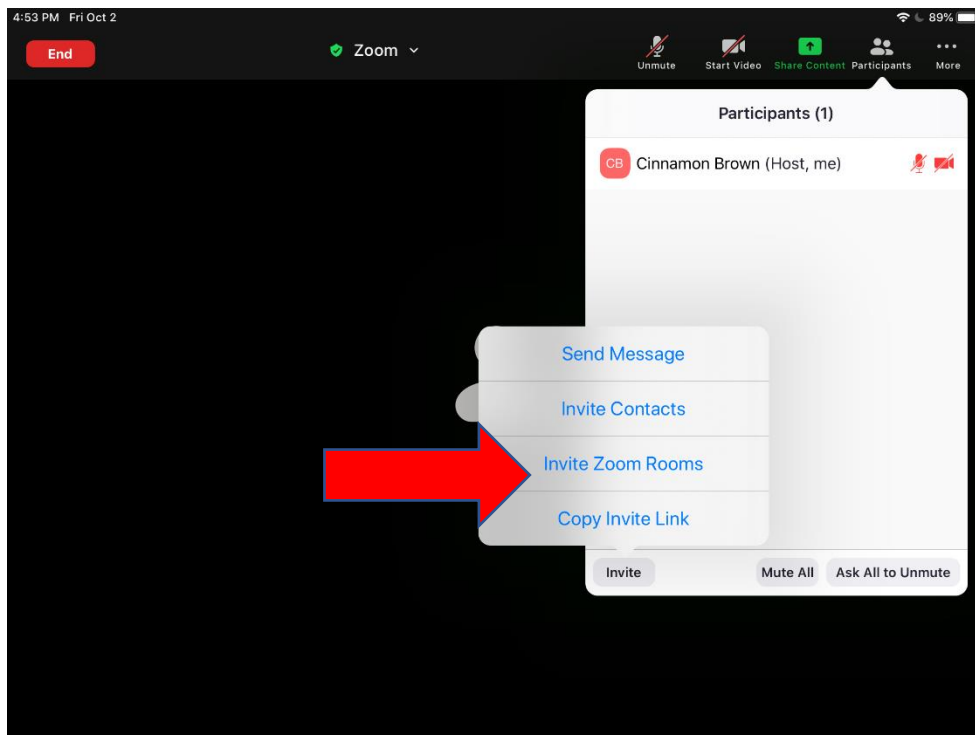 4:53 PM Fri Oct 2 89%
End Zoom Unmute Start Video Share Content Participants More
Participants (1)
CB Cinnamon Brown (Host, me)
Send Message
Invite Contacts
Invite Zoom Rooms
Copy Invite Link
Invite Mute All Ask All to Unmute